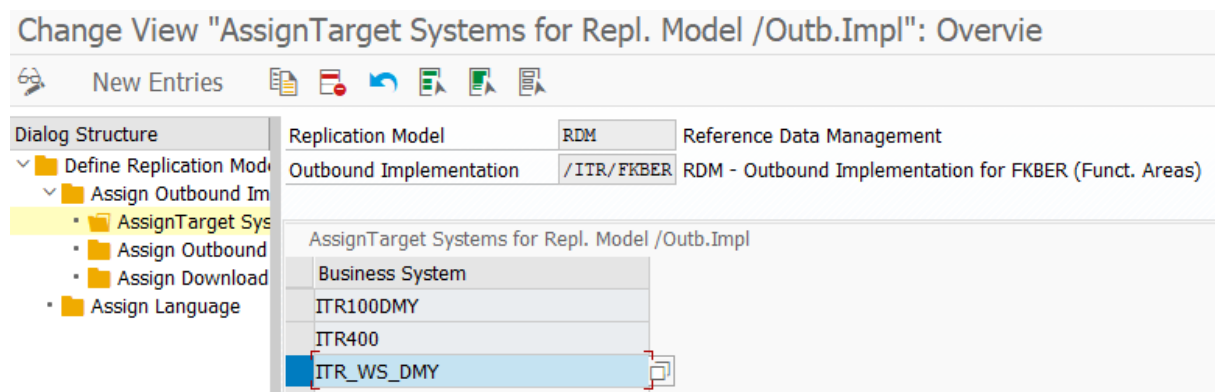 Change View "AssignTarget Systems for Repl. Model /Outb.Impl": Overvie
New Entries
Dialog Structure
Define Replication Mode
Assign Outbound Im
AssignTarget Sys
Assign Outbound
Assign Download
Assign Language
Replication Model RDM Reference Data Management
Outbound Implementation /ITR/FKBER RDM - Outbound Implementation for FKBER (Funct. Areas)
AssignTarget Systems for Repl. Model /Outb.Impl
Business System
ITR100DMY
ITR400
ITR_WS_DMY